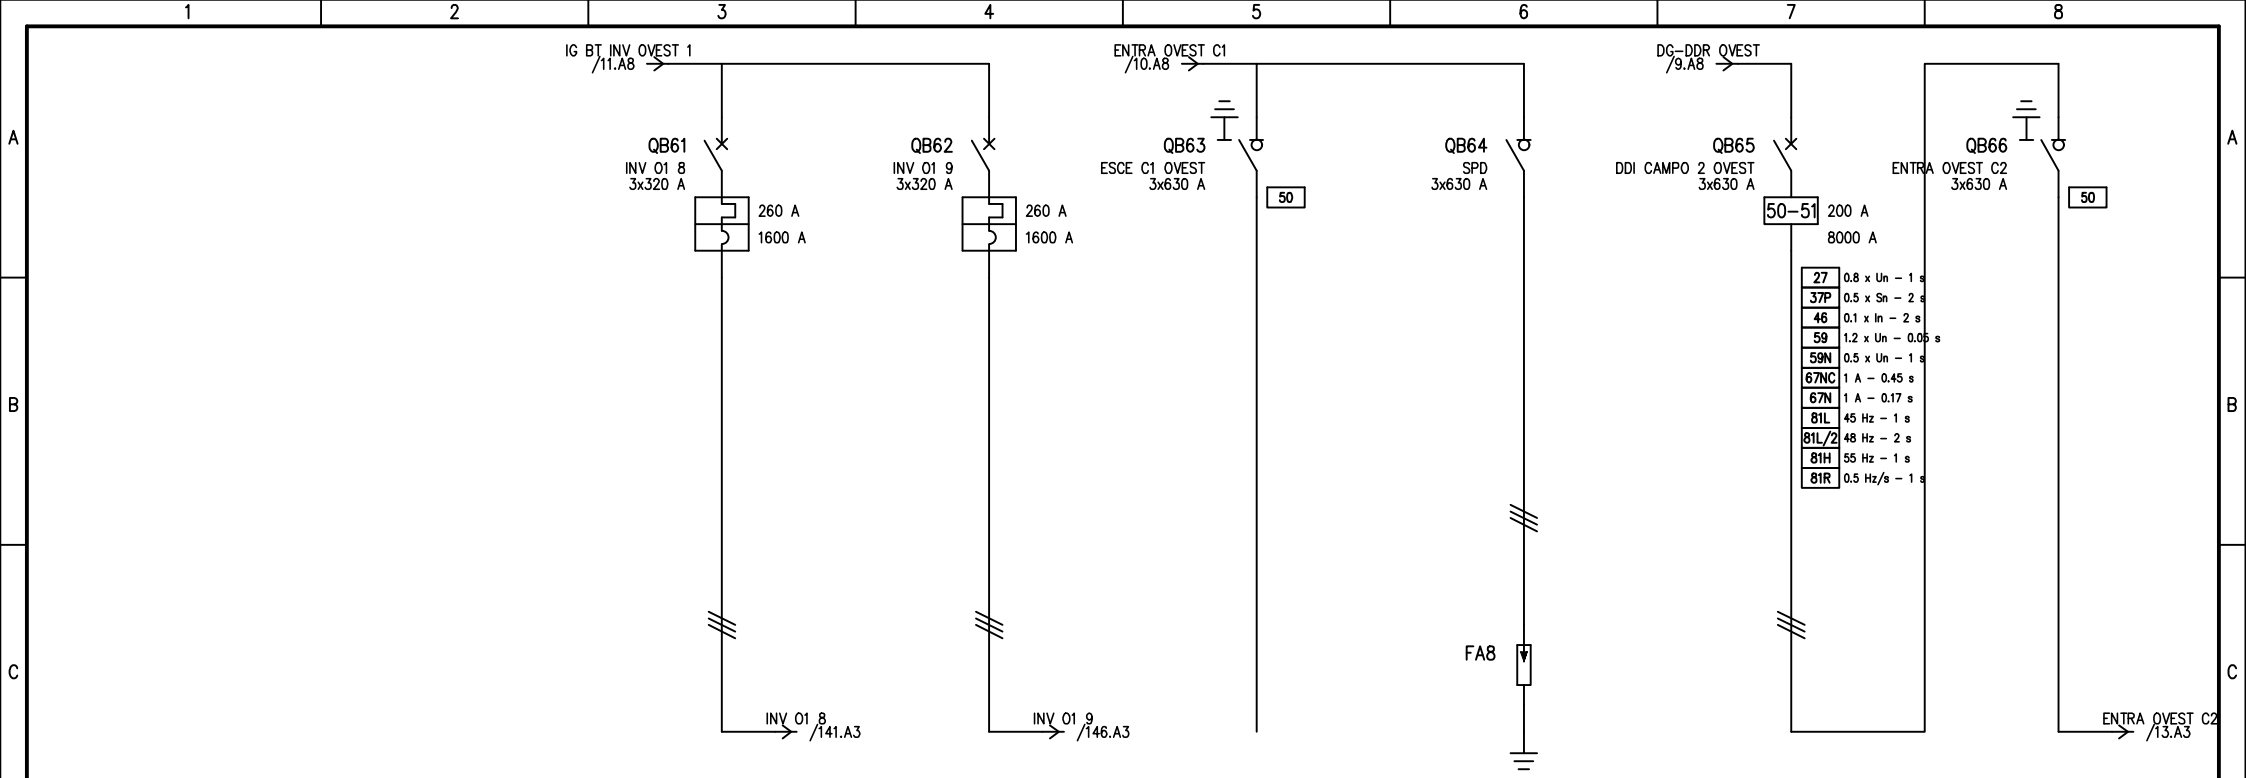 1 2 3 4 5 6 7 8
IG BT INV OVEST 1
/11.A8
ENTRA OVEST C1
/10.A8
DG-DDR OVEST
/9.A8
A
QB61
INV O1 8
3x320 A
260 A
1600 A
QB62
INV O1 9
3x320 A
260 A
1600 A
QB63
ESCE C1 OVEST
3x630 A
50
QB64
SPD
3x630 A
QB65
DDI CAMPO 2 OVEST
3x630 A
50-51 200 A
8000 A
QB66
ENTRA OVEST C2
3x630 A
50
A
27 0.8 x Un - 1 s
37P 0.5 x Sn - 2 s
46 0.1 x In - 2 s
59 1.2 x Un - 0.05 s
59N 0.5 x Un - 1 s
67NC 1 A - 0.45 s
67N 1 A - 0.17 s
81L 45 Hz - 1 s
81L/2 48 Hz - 2 s
81H 55 Hz - 1 s
81R 0.5 Hz/s - 1 s
B
B
C
FA8
C
INV O1 8
/141.A3
INV O1 9
/146.A3
ENTRA OVEST C2
/13.A3